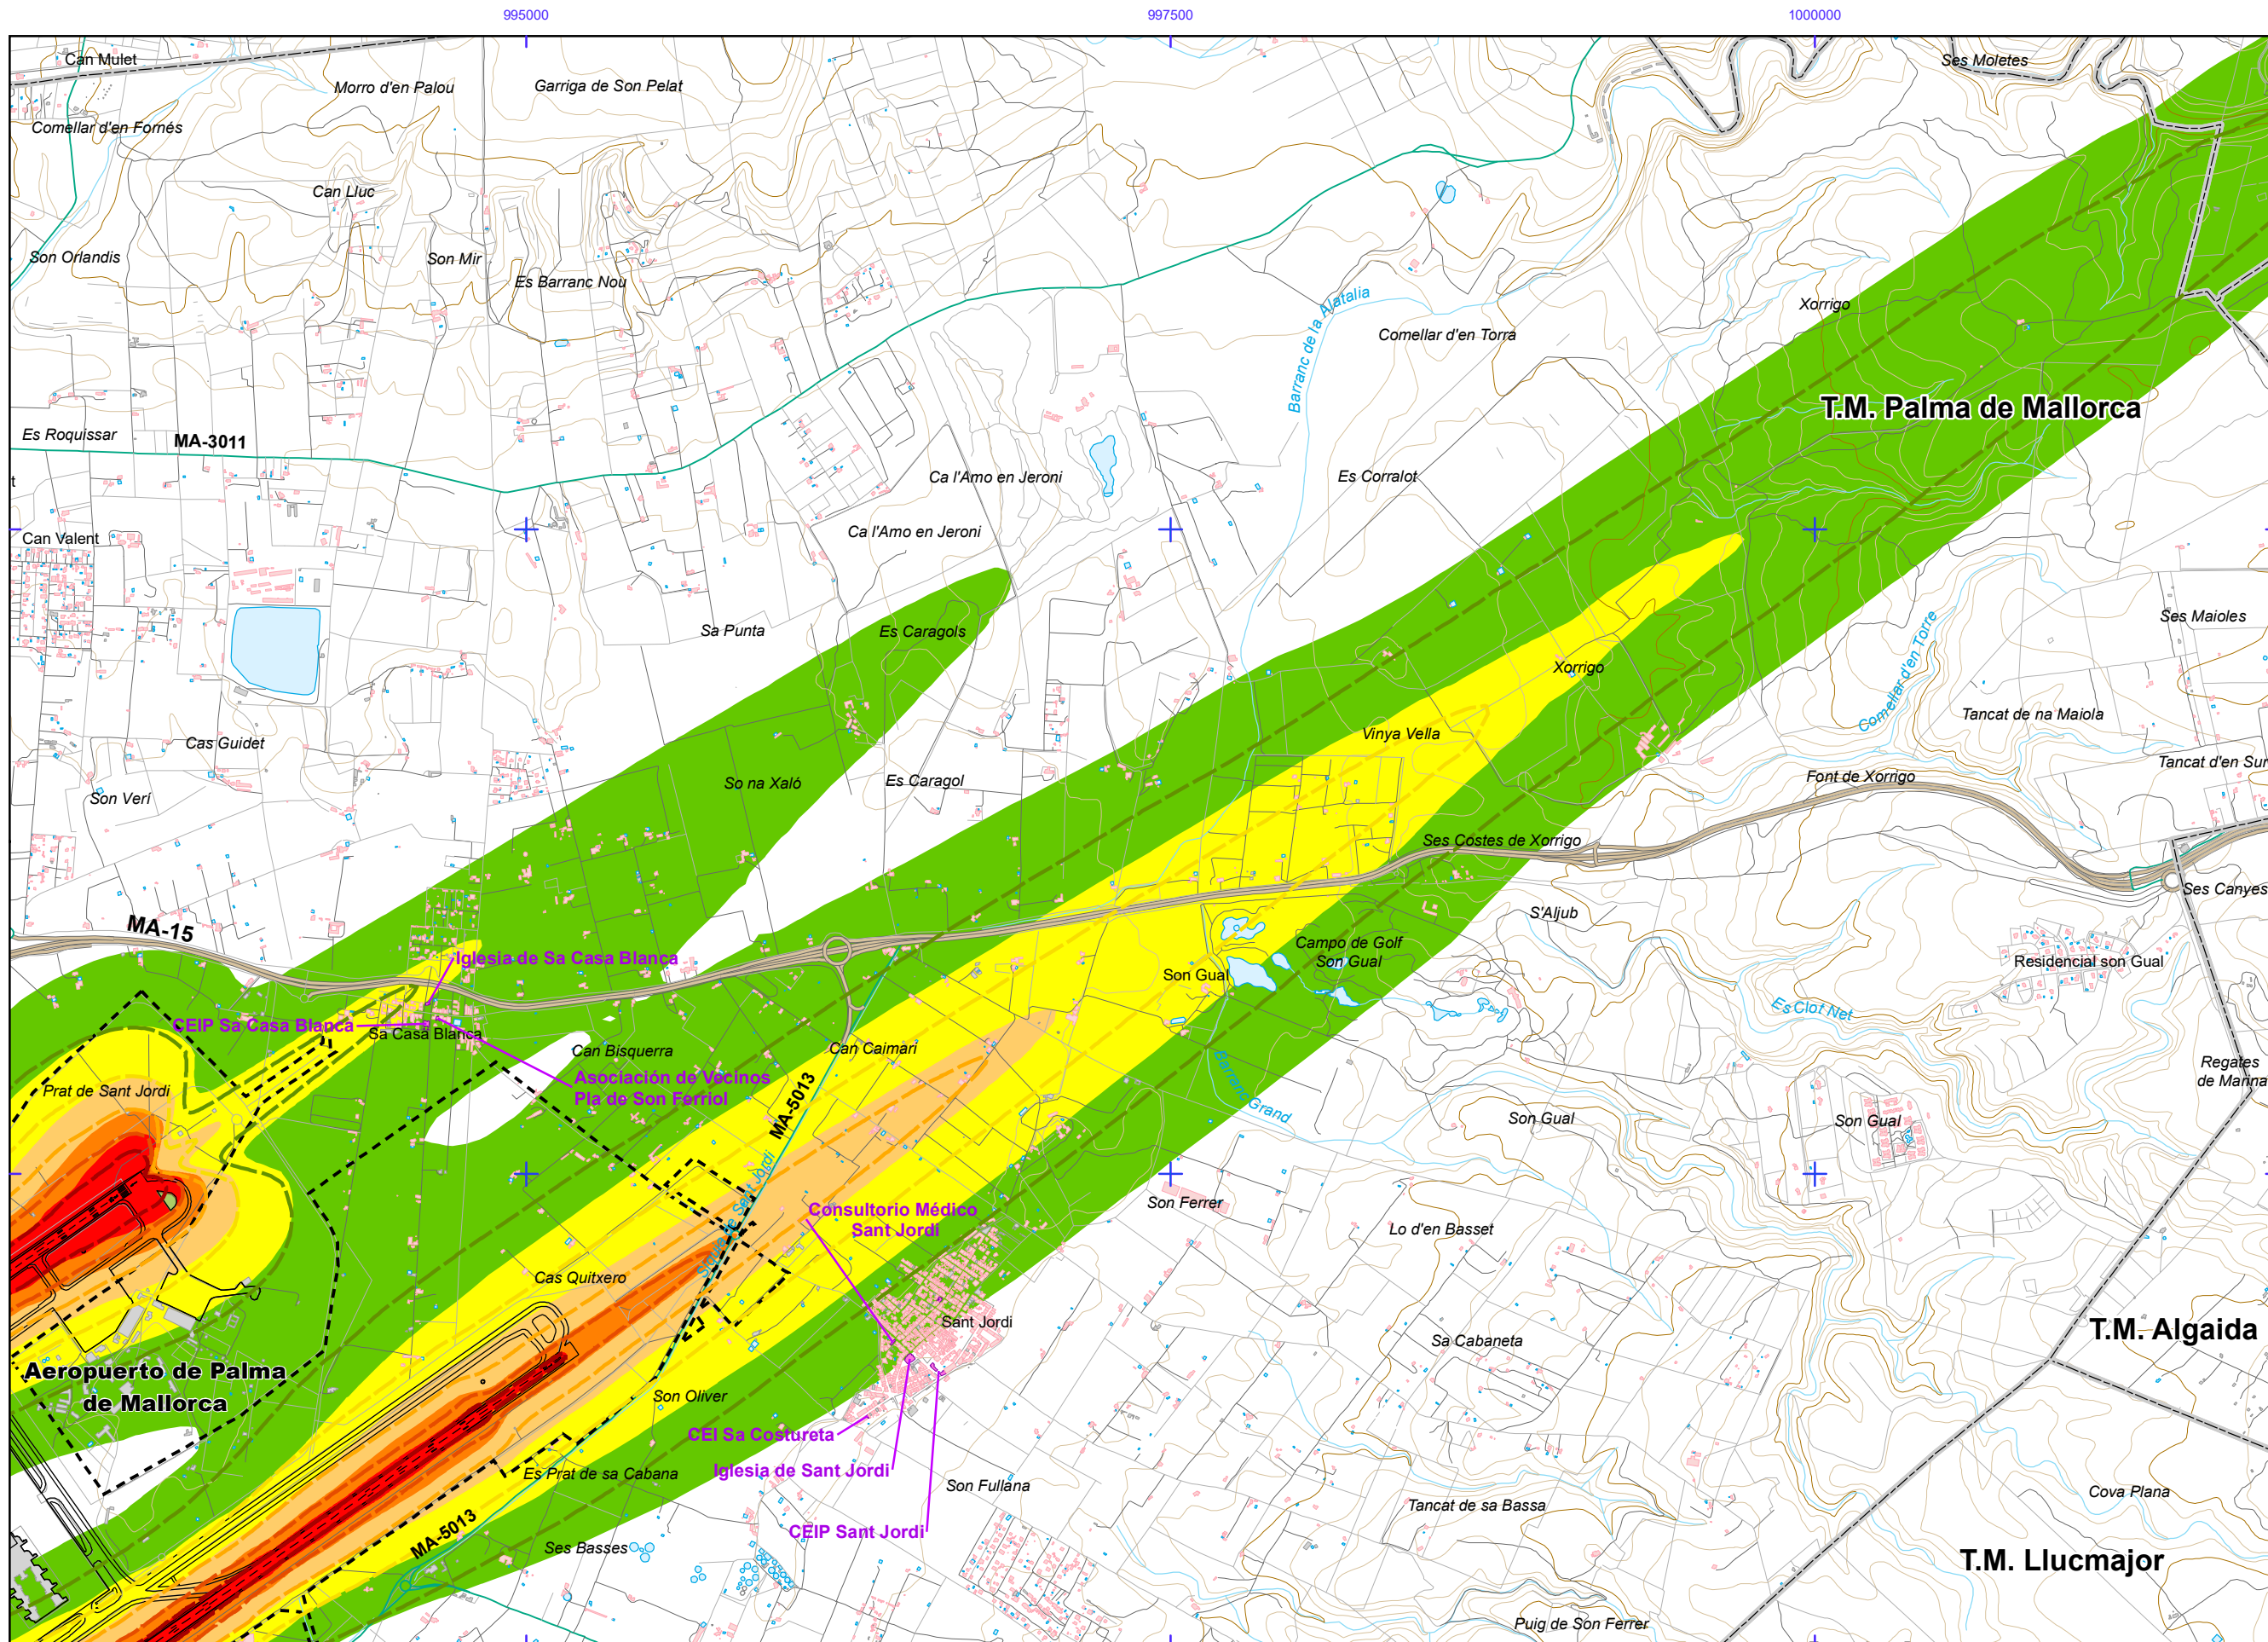 995000
997500
1000000
Can Mulet
Ses Moletes
Morro d'en Palou
Garriga de Son Pelat
Comellar d'en Fornés
Can Lluc
Son Orlandis
Son Mir
Es Barranc Nou
Barranc de la Alatalia
Xorrigo
Comellar d'en Torra
T.M. Palma de Mallorca
Es Roquissar
MA-3011
Ca l'Amo en Jeroni
Es Corralot
t
Can Valent
Ca l'Amo en Jeroni
Sa Punta
Es Caragols
Ses Maioles
Comellar d'en Torre
Xorrigo
Tancat de na Maiola
Cas Guidet
Vinya Vella
Tancat d'en Sur
Son Verí
So na Xaló
Es Caragol
Font de Xorrigo
Ses Costes de Xorrigo
Ses Canyes
MA-15
S'Aljub
Iglesia de Sa Casa Blanca
Campo de Golf
Son Gual
Son Gual
Residencial son Gual
CEIP Sa Casa Blanca
Sa Casa Blanca
Es Clot Net
Can Bisquerra
Can Caimari
Asociación de Vecinos
Pla de Son Ferriol
Prat de Sant Jordi
MA-5013
Barranc Grand
Regates
de Marina
Son Gual
Son Gual
Siquia de Sant Jordi
Son Ferrer
Consultorio Médico
Sant Jordi
Lo d'en Basset
Cas Quitxero
Sant Jordi
Sa Cabaneta
T.M. Algaida
Aeropuerto de Palma
de Mallorca
Son Oliver
CEI Sa Costureta
Iglesia de Sant Jordi
Es Prat de sa Cabana
Son Fullana
Cova Plana
Tancat de sa Bassa
MA-5013
CEIP Sant Jordi
Ses Basses
T.M. Llucmajor
Puig de Son Ferrer